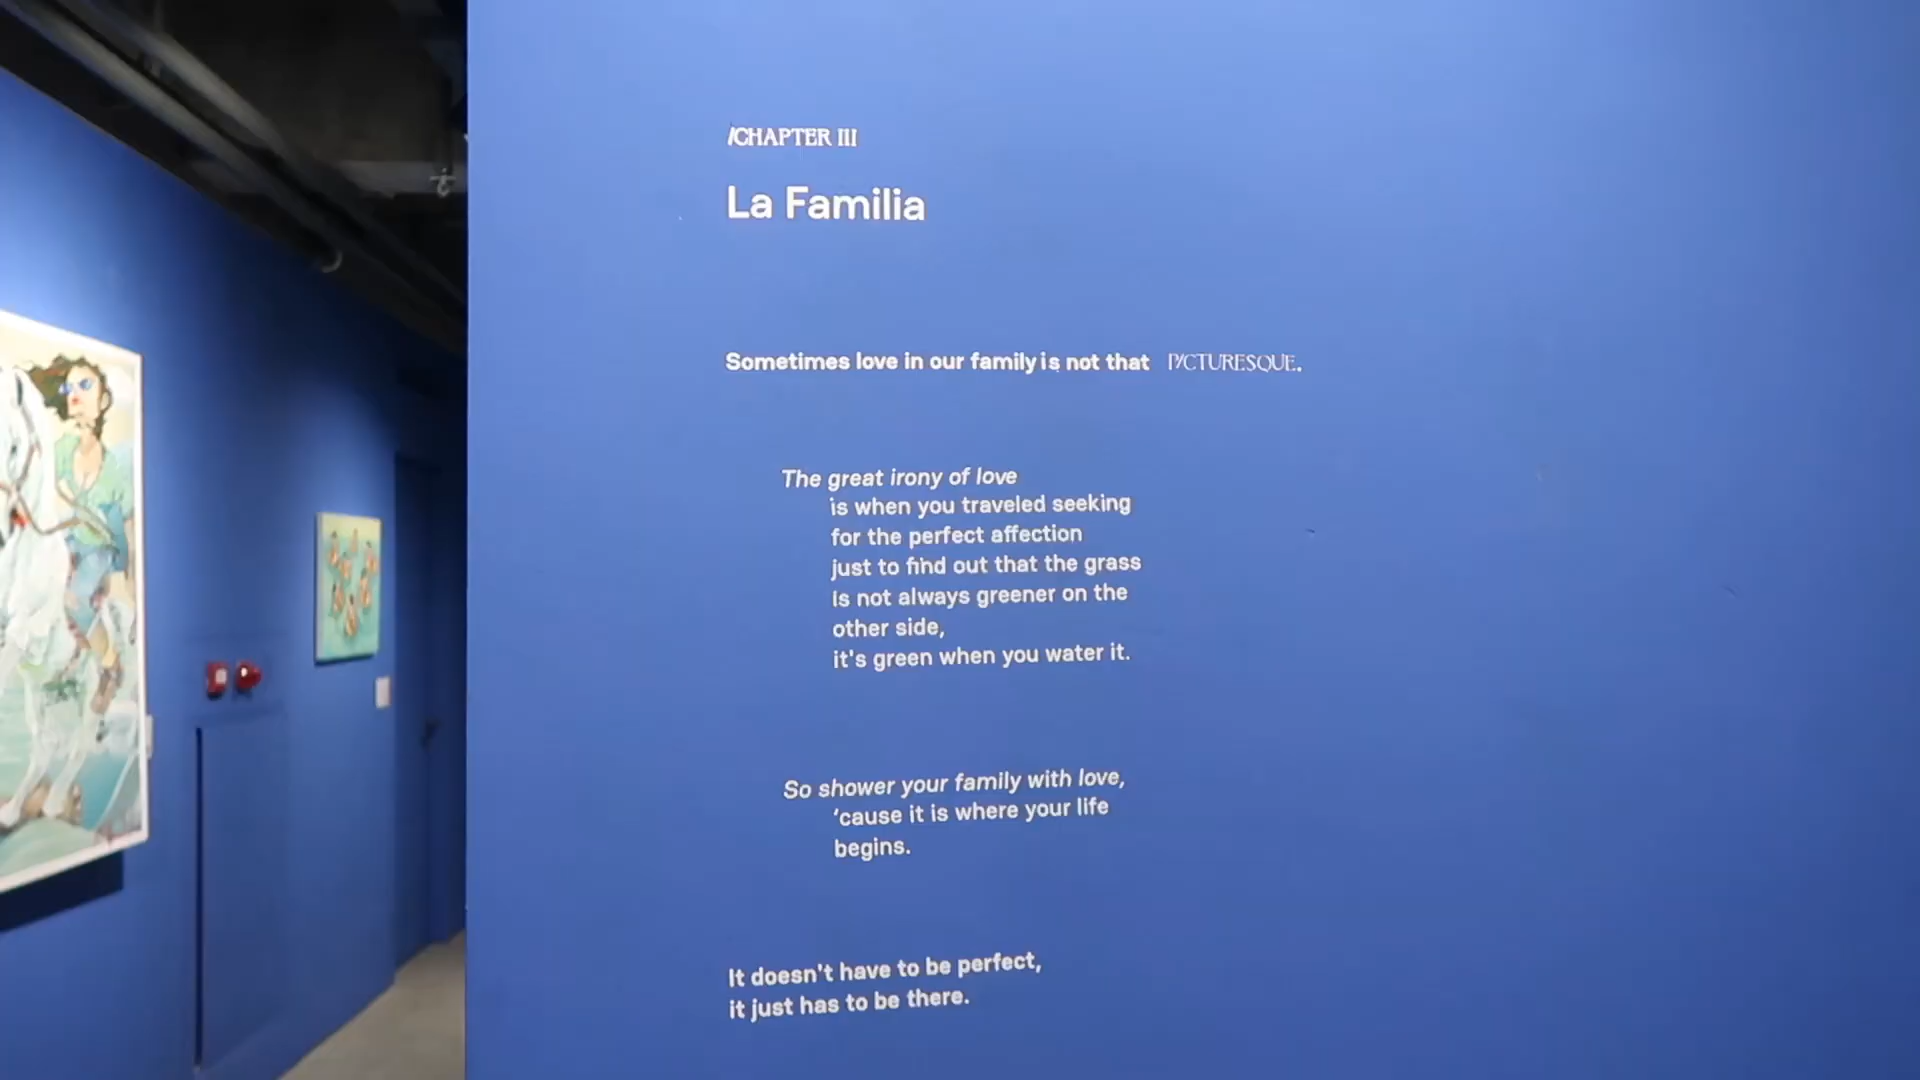 /CHAPTER III
La Familia
Sometimes love in our family is not that PICTURESQUE.
The great irony of love
is when you traveled seeking
for the perfect affection
just to find out that the grass
is not always greener on the
other side,
it's green when you water it.
So shower your family with love,
‘cause it is where your life
begins.
It doesn't have to be perfect,
it just has to be there.